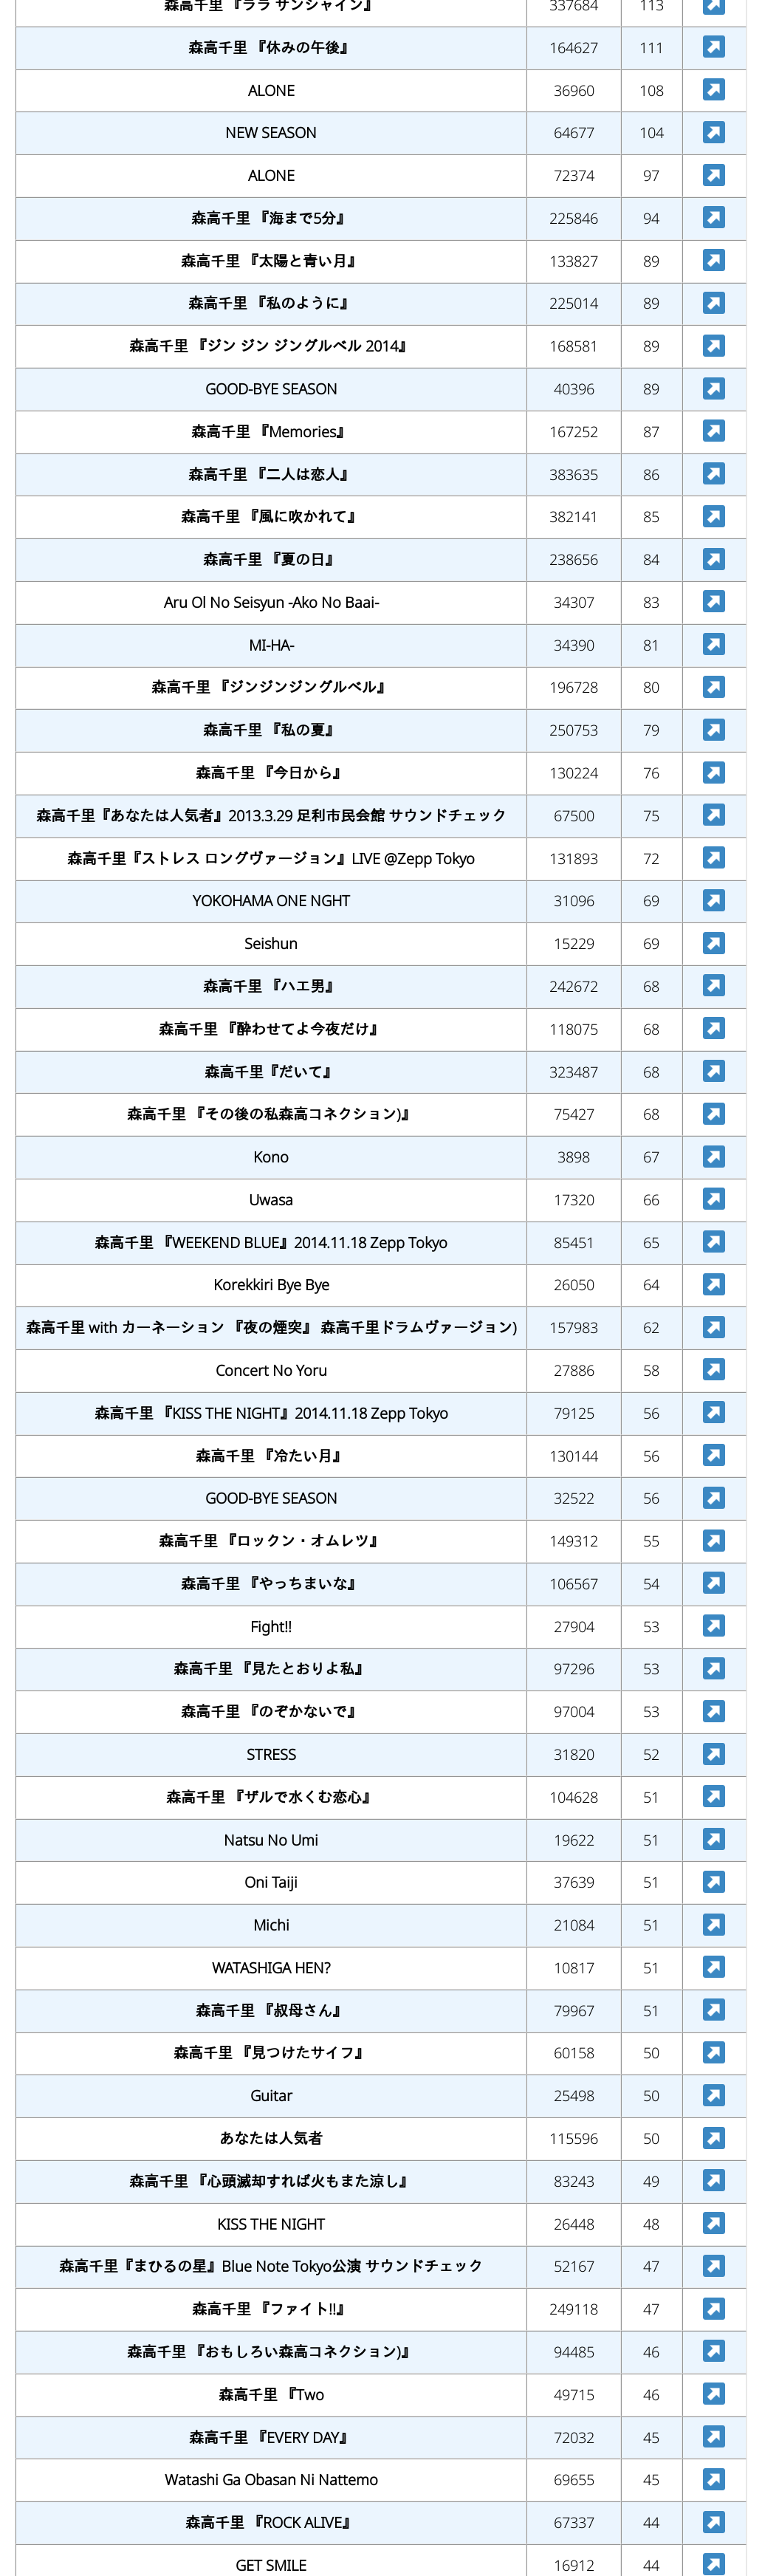 森高千里 『ララ サンシャイン』 337684 113
森高千里 『休みの午後』 164627 111
ALONE 36960 108
NEW SEASON 64677 104
ALONE 72374 97
森高千里 『海まで5分』 225846 94
森高千里 『太陽と青い月』 133827 89
森高千里 『私のように』 225014 89
森高千里 『ジン ジン ジングルベル 2014』 168581 89
GOOD-BYE SEASON 40396 89
森高千里 『Memories』 167252 87
森高千里 『二人は恋人』 383635 86
森高千里 『風に吹かれて』 382141 85
森高千里 『夏の日』 238656 84
Aru Ol No Seisyun -Ako No Baai- 34307 83
MI-HA- 34390 81
森高千里 『ジンジンジングルベル』 196728 80
森高千里 『私の夏』 250753 79
森高千里 『今日から』 130224 76
森高千里『あなたは人気者』2013.3.29 足利市民会館 サウンドチェック 67500 75
森高千里『ストレス ロングヴァージョン』LIVE @Zepp Tokyo 131893 72
YOKOHAMA ONE NGHT 31096 69
Seishun 15229 69
森高千里 『ハエ男』 242672 68
森高千里 『酔わせてよ今夜だけ』 118075 68
森高千里『だいて』 323487 68
森高千里 『その後の私森高コネクション)』 75427 68
Kono 3898 67
Uwasa 17320 66
森高千里 『WEEKEND BLUE』2014.11.18 Zepp Tokyo 85451 65
Korekkiri Bye Bye 26050 64
森高千里 with カーネーション 『夜の煙突』 森高千里ドラムヴァージョン) 157983 62
Concert No Yoru 27886 58
森高千里 『KISS THE NIGHT』2014.11.18 Zepp Tokyo 79125 56
森高千里 『冷たい月』 130144 56
GOOD-BYE SEASON 32522 56
森高千里 『ロックン・オムレツ』 149312 55
森高千里 『やっちまいな』 106567 54
Fight!! 27904 53
森高千里 『見たとおりよ私』 97296 53
森高千里 『のぞかないで』 97004 53
STRESS 31820 52
森高千里 『ザルで水くむ恋心』 104628 51
Natsu No Umi 19622 51
Oni Taiji 37639 51
Michi 21084 51
WATASHIGA HEN? 10817 51
森高千里 『叔母さん』 79967 51
森高千里 『見つけたサイフ』 60158 50
Guitar 25498 50
あなたは人気者 115596 50
森高千里 『心頭滅却すれば火もまた涼し』 83243 49
KISS THE NIGHT 26448 48
森高千里『まひるの星』Blue Note Tokyo公演 サウンドチェック 52167 47
森高千里 『ファイト!!』 249118 47
森高千里 『おもしろい森高コネクション)』 94485 46
森高千里 『Two 49715 46
森高千里 『EVERY DAY』 72032 45
Watashi Ga Obasan Ni Nattemo 69655 45
森高千里 『ROCK ALIVE』 67337 44
GET SMILE 16912 44